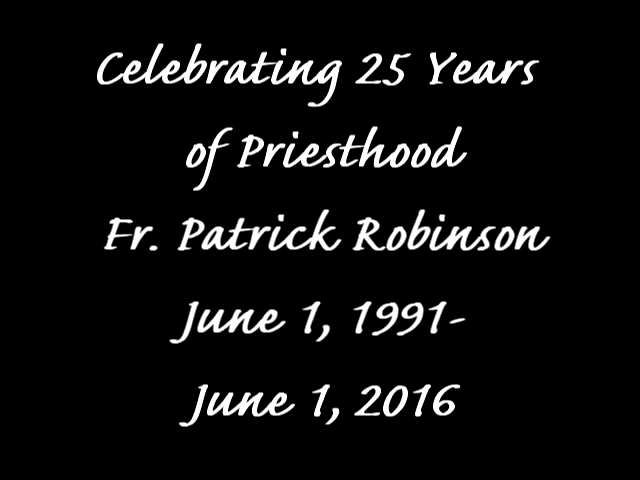 Celebrating 25 Years
of Priesthood
Fr. Patrick Robinson
June 1, 1991-
June 1, 2016